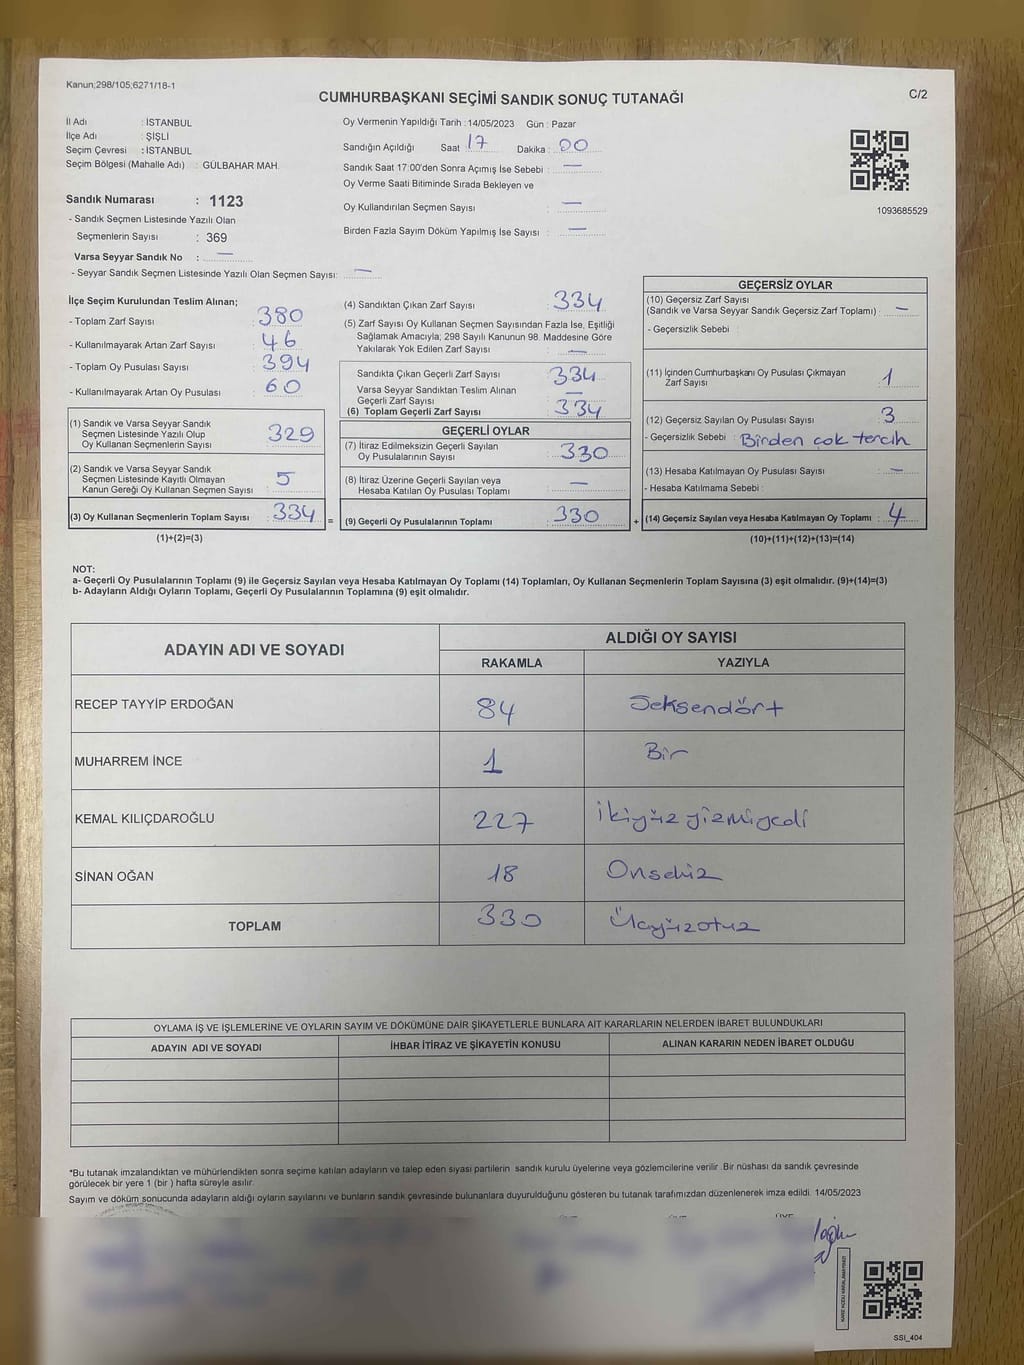 Kanun;298/105;6271/18-1
CUMHURBAŞKANI SEÇİMİ SANDIK SONUÇ TUTANAĞI
C/2
İl Adı : İSTANBUL
İlçe Adı : ŞİŞLİ
Seçim Çevresi : İSTANBUL
Seçim Bölgesi (Mahalle Adı) : GÜLBAHAR MAH.
Sandık Numarası : 1123
- Sandık Seçmen Listesinde Yazılı Olan
Seçmenlerin Sayısı : 369
Varsa Seyyar Sandık No : —
- Seyyar Sandık Seçmen Listesinde Yazılı Olan Seçmen Sayısı: —
Oy Vermenin Yapıldığı Tarih : 14/05/2023 Gün : Pazar
Sandığın Açıldığı Saat : 17 Dakika : 00
Sandık Saat 17:00'den Sonra Açımış İse Sebebi : —
Oy Verme Saati Bitiminde Sırada Bekleyen ve
Oy Kullandırılan Seçmen Sayısı : —
Birden Fazla Sayım Döküm Yapılmış İse Sayısı : —
1093685529
İlçe Seçim Kurulundan Teslim Alınan;
- Toplam Zarf Sayısı : 380
- Kullanılmayarak Artan Zarf Sayısı : 46
- Toplam Oy Pusulası Sayısı : 394
- Kullanılmayarak Artan Oy Pusulası : 60
(1) Sandık ve Varsa Seyyar Sandık
Seçmen Listesinde Yazılı Olup
Oy Kullanan Seçmenlerin Sayısı : 329
(2) Sandık ve Varsa Seyyar Sandık
Seçmen Listesinde Kayıtlı Olmayan
Kanun Gereği Oy Kullanan Seçmen Sayısı : 5
(3) Oy Kullanan Seçmenlerin Toplam Sayısı : 334
(1)+(2)=(3)
(4) Sandıktan Çıkan Zarf Sayısı : 334
(5) Zarf Sayısı Oy Kullanan Seçmen Sayısından Fazla İse, Eşitliği
Sağlamak Amacıyla; 298 Sayılı Kanunun 98. Maddesine Göre
Yakılarak Yok Edilen Zarf Sayısı : —
Sandıkta Çıkan Geçerli Zarf Sayısı : 334
Varsa Seyyar Sandıktan Teslim Alınan
Geçerli Zarf Sayısı : —
(6) Toplam Geçerli Zarf Sayısı : 334
GEÇERLİ OYLAR
(7) İtiraz Edilmeksizin Geçerli Sayılan
Oy Pusulalarının Sayısı : 330
(8) İtiraz Üzerine Geçerli Sayılan veya
Hesaba Katılan Oy Pusulası Toplamı : —
= (9) Geçerli Oy Pusulalarının Toplamı : 330
GEÇERSİZ OYLAR
(10) Geçersiz Zarf Sayısı
(Sandık ve Varsa Seyyar Sandık Geçersiz Zarf Toplamı) : —
- Geçersizlik Sebebi :
(11) İçinden Cumhurbaşkanı Oy Pusulası Çıkmayan
Zarf Sayısı : 1
(12) Geçersiz Sayılan Oy Pusulası Sayısı : 3
- Geçersizlik Sebebi : Birden çok tercih
(13) Hesaba Katılmayan Oy Pusulası Sayısı : —
- Hesaba Katılmama Sebebi :
+ (14) Geçersiz Sayılan veya Hesaba Katılmayan Oy Toplamı : 4
(10)+(11)+(12)+(13)=(14)
NOT:
a- Geçerli Oy Pusulalarının Toplamı (9) ile Geçersiz Sayılan veya Hesaba Katılmayan Oy Toplamı (14) Toplamları, Oy Kullanan Seçmenlerin Toplam Sayısına (3) eşit olmalıdır. (9)+(14)=(3)
b- Adayların Aldığı Oyların Toplamı, Geçerli Oy Pusulalarının Toplamına (9) eşit olmalıdır.
ADAYIN ADI VE SOYADI ALDIĞI OY SAYISI
RAKAMLA YAZIYLA
RECEP TAYYİP ERDOĞAN 84 Seksendört
MUHARREM İNCE 1 Bir
KEMAL KILIÇDAROĞLU 227 İkiyüzyirmiyedi
SİNAN OĞAN 18 Onsekiz
TOPLAM 330 Üçyüzotuz
OYLAMA İŞ VE İŞLEMLERİNE VE OYLARIN SAYIM VE DÖKÜMÜNE DAİR ŞİKAYETLERLE BUNLARA AİT KARARLARIN NELERDEN İBARET BULUNDUKLARI
ADAYIN ADI VE SOYADI İHBAR İTİRAZ VE ŞİKAYETİN KONUSU ALINAN KARARIN NEDEN İBARET OLDUĞU
*Bu tutanak imzalandıktan ve mühürlendikten sonra seçime katılan adayların ve talep eden siyasi partilerin sandık kurulu üyelerine veya gözlemcilerine verilir. Bir nüshası da sandık çevresinde
görülecek bir yere 1 (bir ) hafta süreyle asılır.
Sayım ve döküm sonucunda adayların aldığı oyların sayılarını ve bunların sandık çevresinde bulunanlara duyurulduğunu gösteren bu tutanak tarafımızdan düzenlenerek imza edildi. 14/05/2023
SSI_404